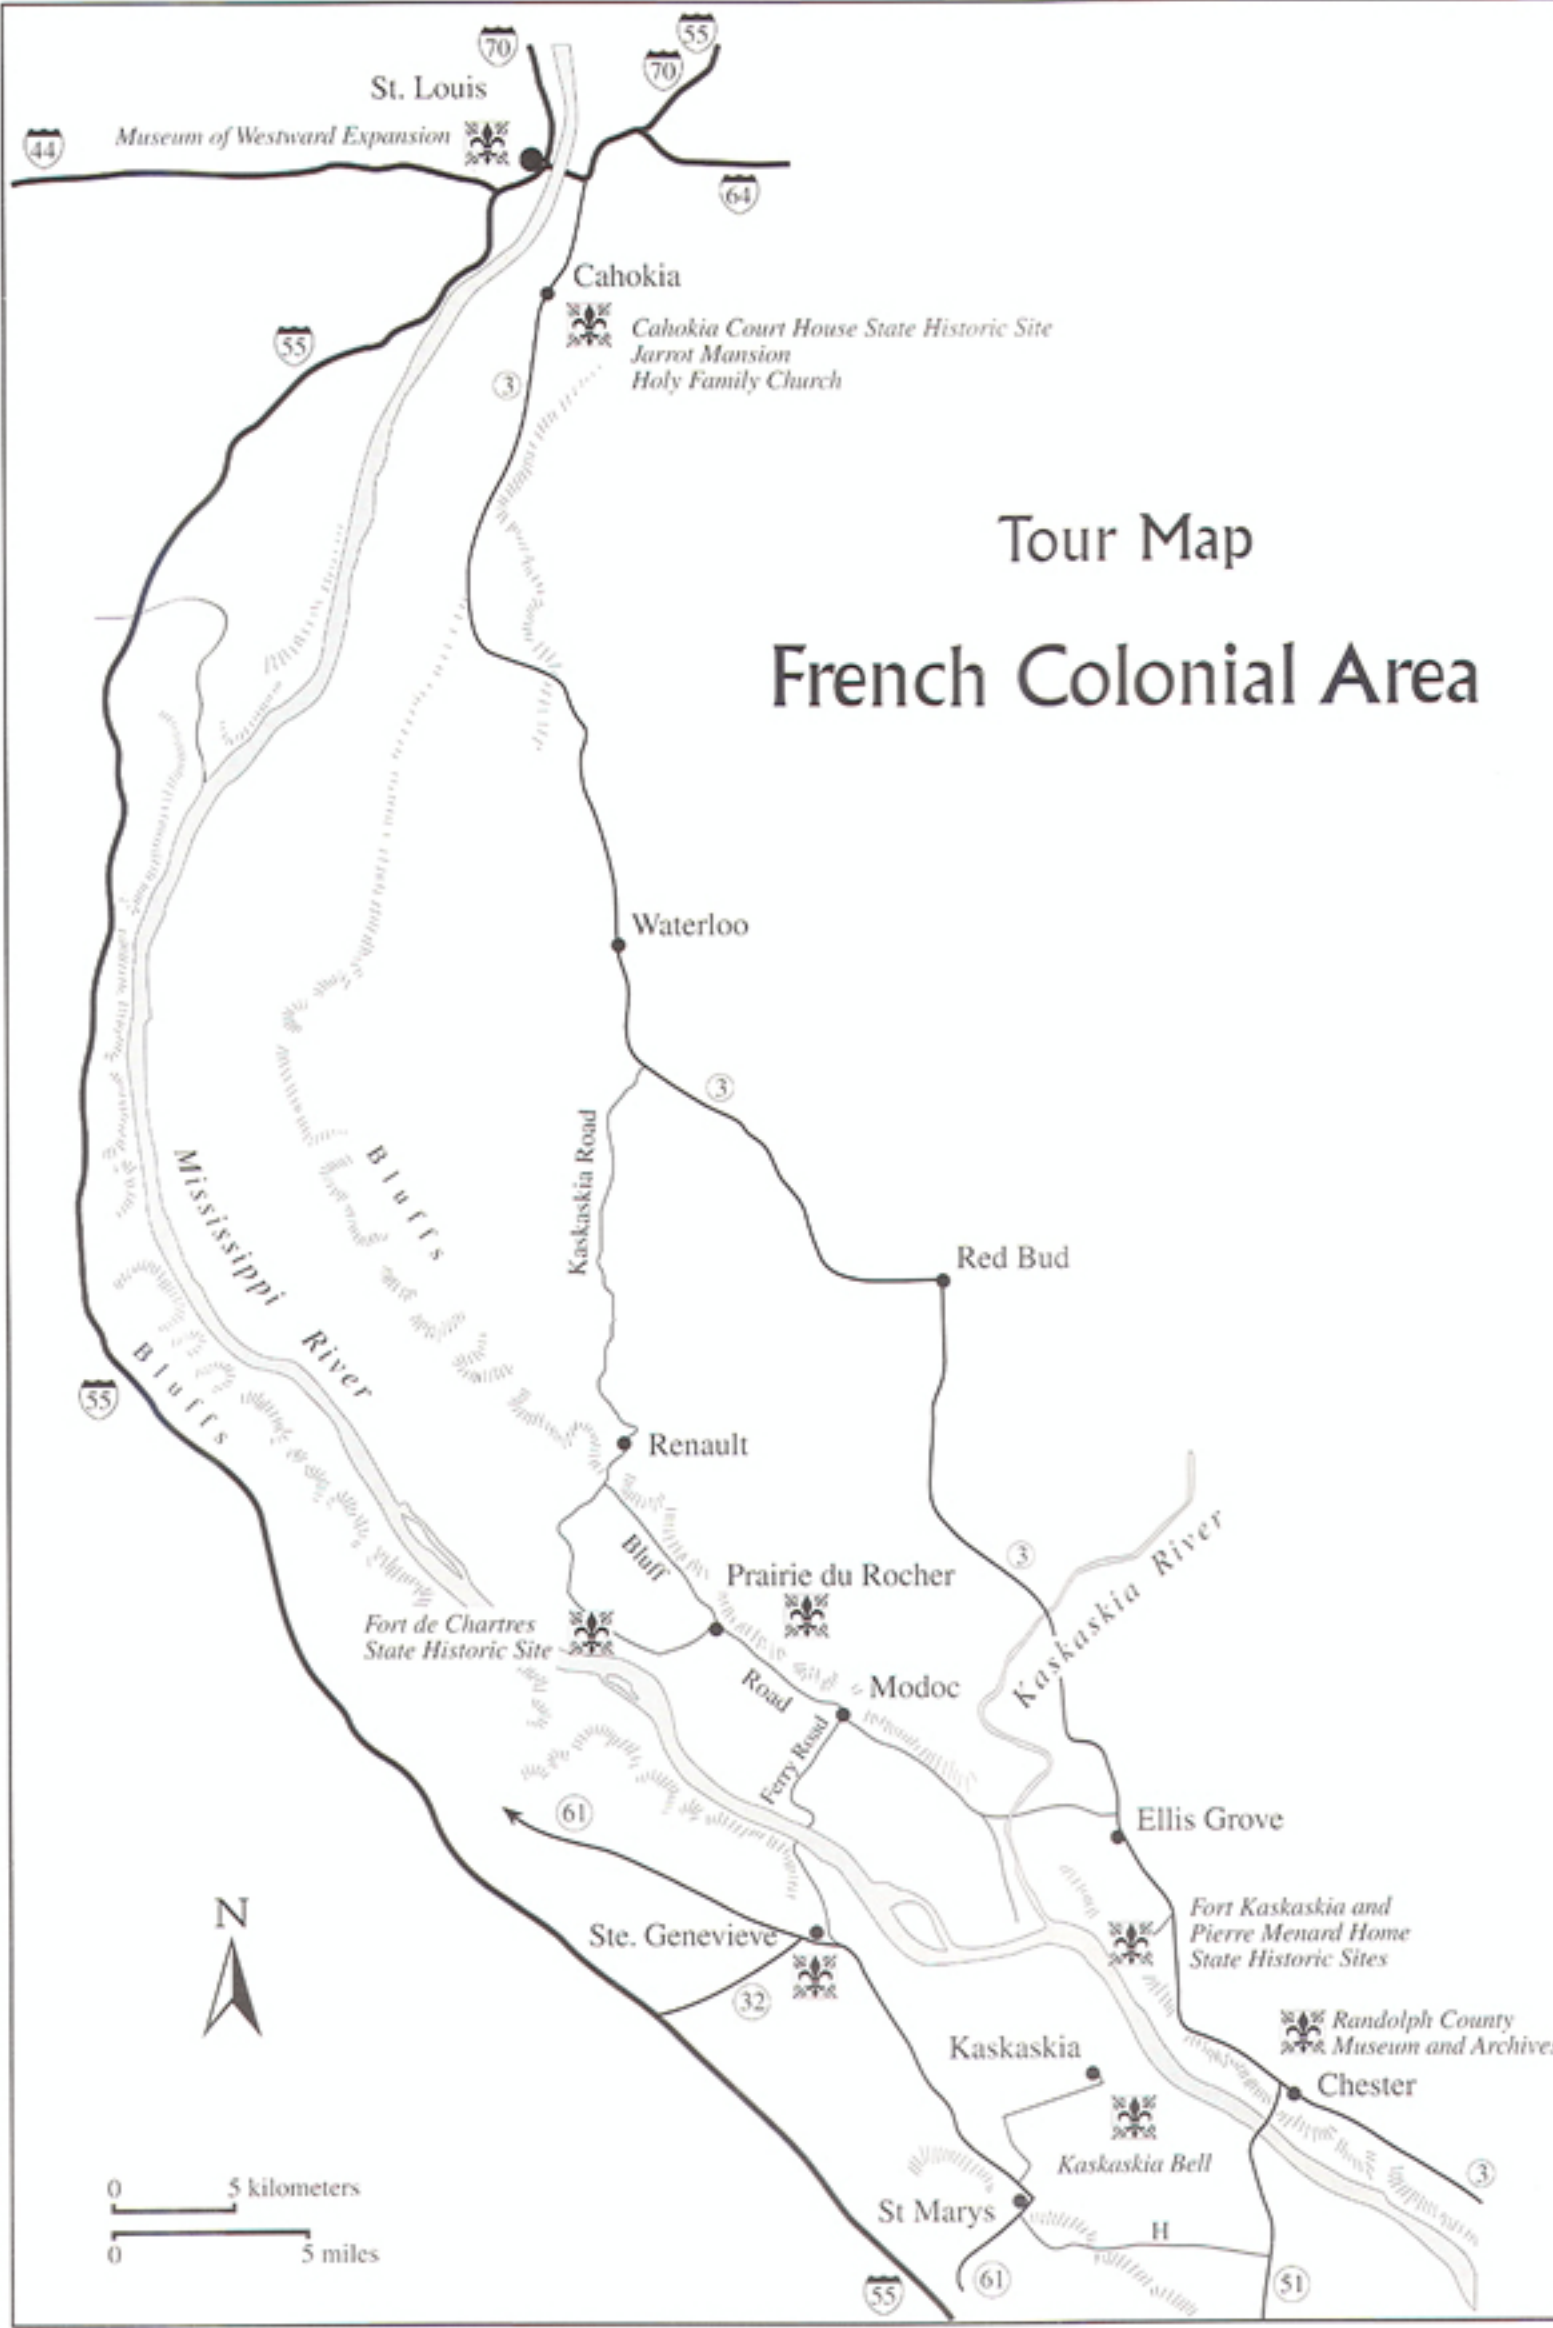 70
55
70
St. Louis
Museum of Westward Expansion
44
64
Cahokia
55
Cahokia Court House State Historic Site
Jarrot Mansion
Holy Family Church
3
Tour Map
French Colonial Area
Waterloo
3
Kaskaskia Road
Bluffs
Mississippi River
Red Bud
Bluffs
55
Renault
Bluff
3
Kaskaskia River
Prairie du Rocher
Fort de Chartres
State Historic Site
Road
Modoc
Ferry Road
61
Ellis Grove
N
Fort Kaskaskia and
Pierre Menard Home
State Historic Sites
Ste. Genevieve
32
Randolph County
Museum and Archives
Kaskaskia
Chester
Kaskaskia Bell
3
0 5 kilometers
St Marys
H
0 5 miles
61
55
51